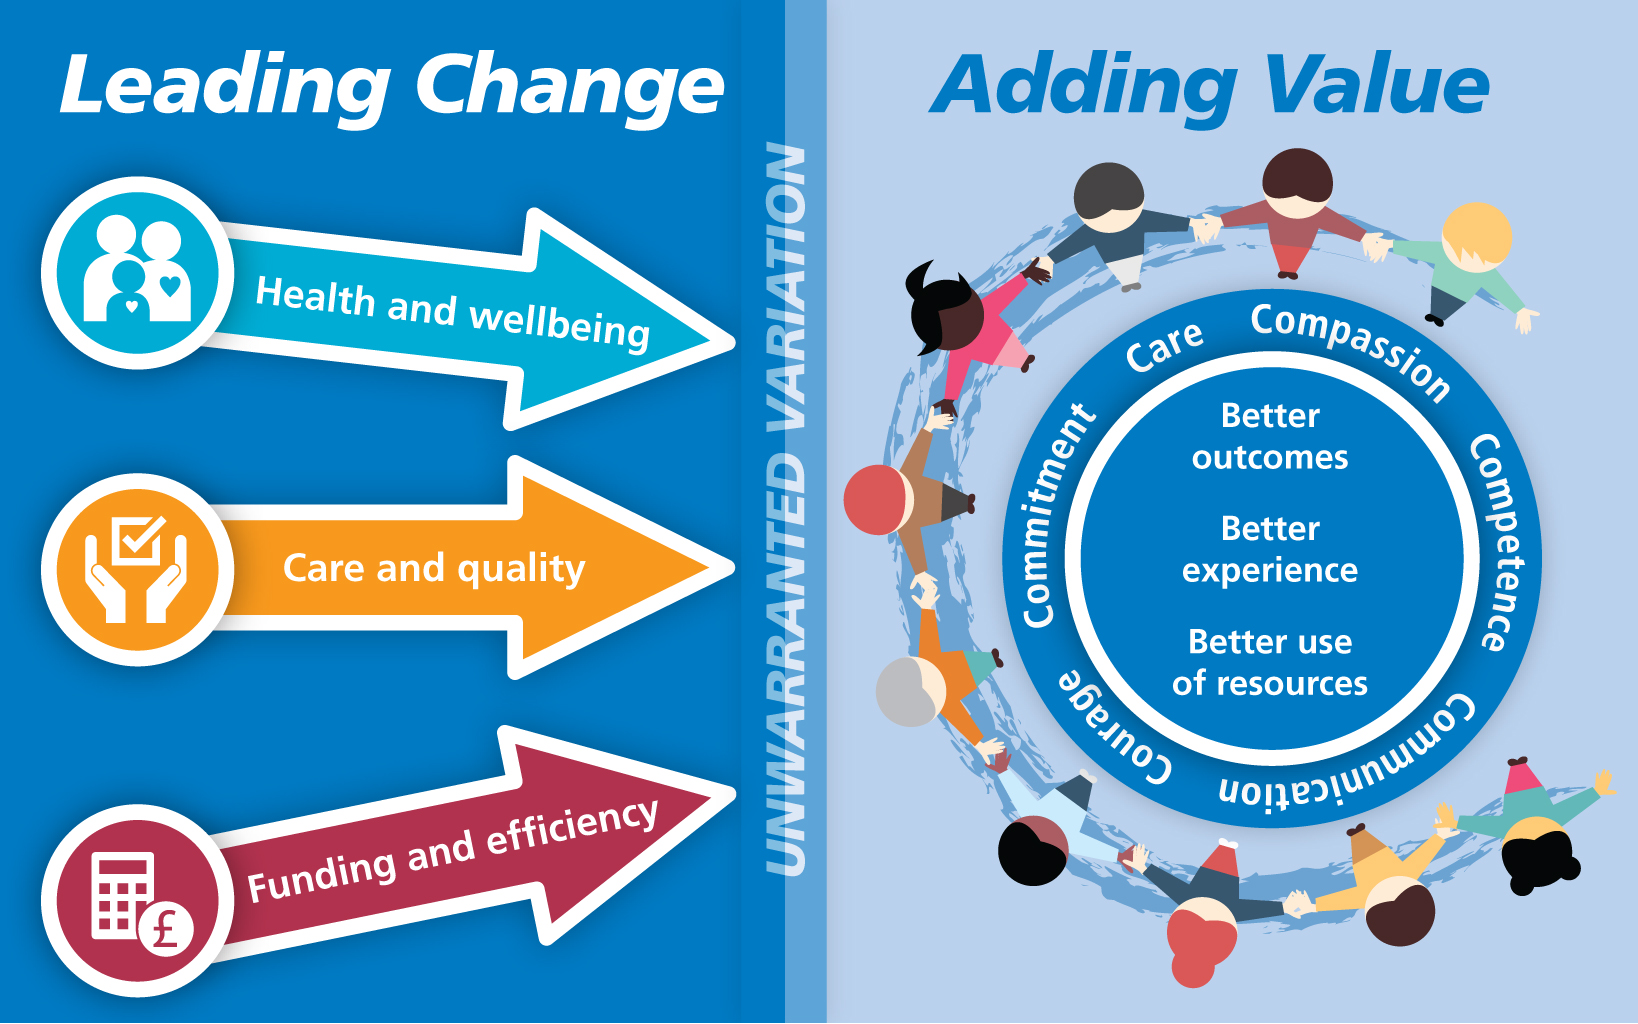 Leading Change
Health and wellbeing
Care and quality
Funding and efficiency
£
UNWARRANTED VARIATION
Adding Value
Care
Compassion
Competence
Communication
Courage
Commitment
Better
outcomes
Better
experience
Better use
of resources